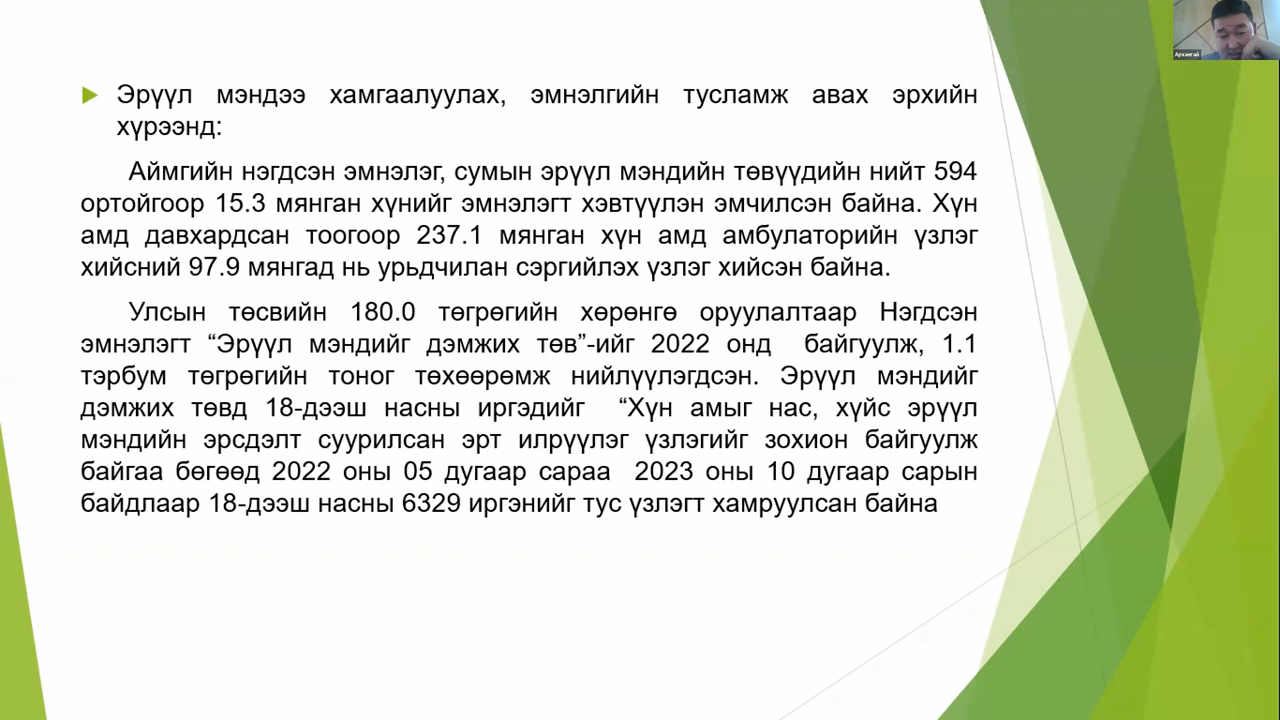 Архангай
Эрүүл мэндээ хамгаалуулах, эмнэлгийн тусламж авах эрхийн
хүрээнд:
Аймгийн нэгдсэн эмнэлэг, сумын эрүүл мэндийн төвүүдийн нийт 594
ортойгоор 15.3 мянган хүнийг эмнэлэгт хэвтүүлэн эмчилсэн байна. Хүн
амд давхардсан тоогоор 237.1 мянган хүн амд амбулаторийн үзлэг
хийсний 97.9 мянгад нь урьдчилан сэргийлэх үзлэг хийсэн байна.
Улсын төсвийн 180.0 төгрөгийн хөрөнгө оруулалтаар Нэгдсэн
эмнэлэгт “Эрүүл мэндийг дэмжих төв”-ийг 2022 онд байгуулж, 1.1
тэрбум төгрөгийн тоног төхөөрөмж нийлүүлэгдсэн. Эрүүл мэндийг
дэмжих төвд 18-дээш насны иргэдийг “Хүн амыг нас, хүйс эрүүл
мэндийн эрсдэлт суурилсан эрт илрүүлэг үзлэгийг зохион байгуулж
байгаа бөгөөд 2022 оны 05 дугаар сараа 2023 оны 10 дугаар сарын
байдлаар 18-дээш насны 6329 иргэнийг тус үзлэгт хамруулсан байна